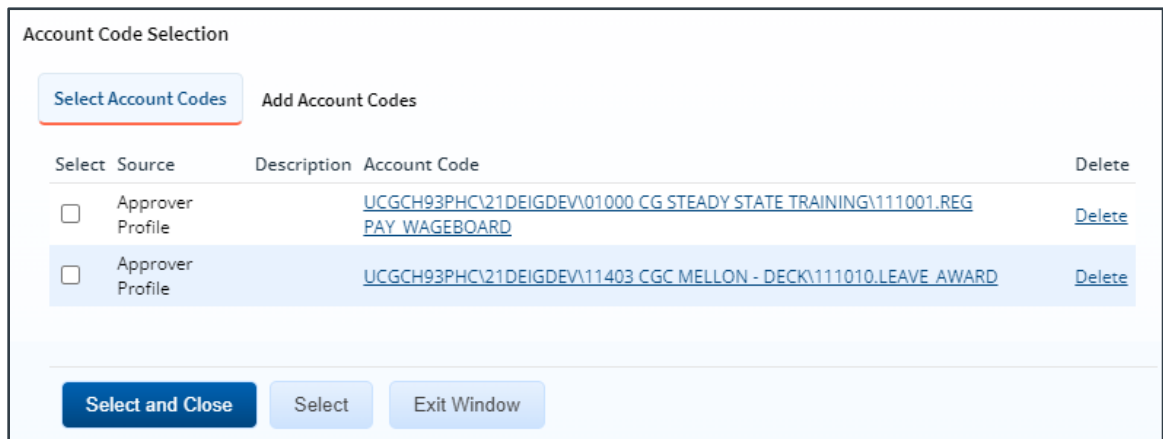 Account Code Selection
Select Account Codes Add Account Codes
Select Source Description Account Code Delete
Approver Profile UCGCH93PHC\21DEIGDEV\01000 CG STEADY STATE TRAINING\111001.REG
PAY_WAGEBOARD Delete
Approver Profile UCGCH93PHC\21DEIGDEV\11403 CGC MELLON - DECK\111010.LEAVE_AWARD Delete
Select and Close Select Exit Window